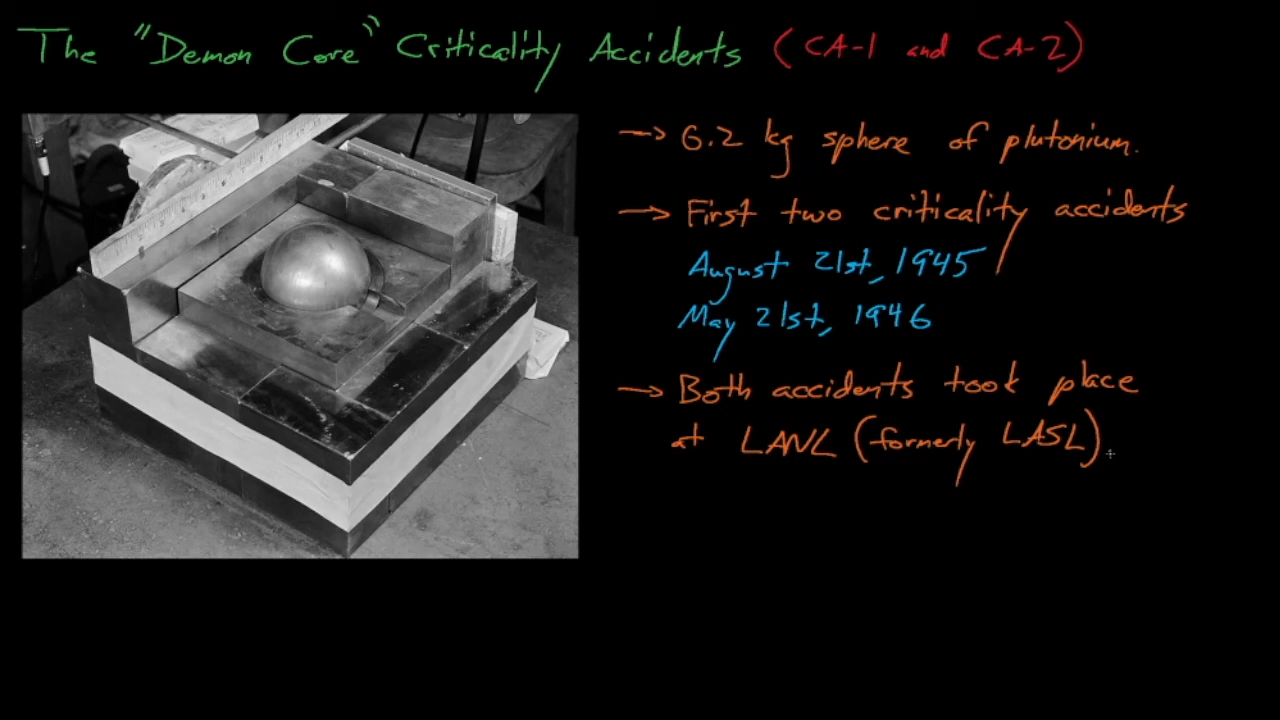 The "Demon Core" Criticality Accidents (CA-1 and CA-2)
→ 6.2 kg sphere of plutonium.
→ First two criticality accidents
August 21st, 1945
May 21st, 1946
→ Both accidents took place
at LANL (formerly LASL).